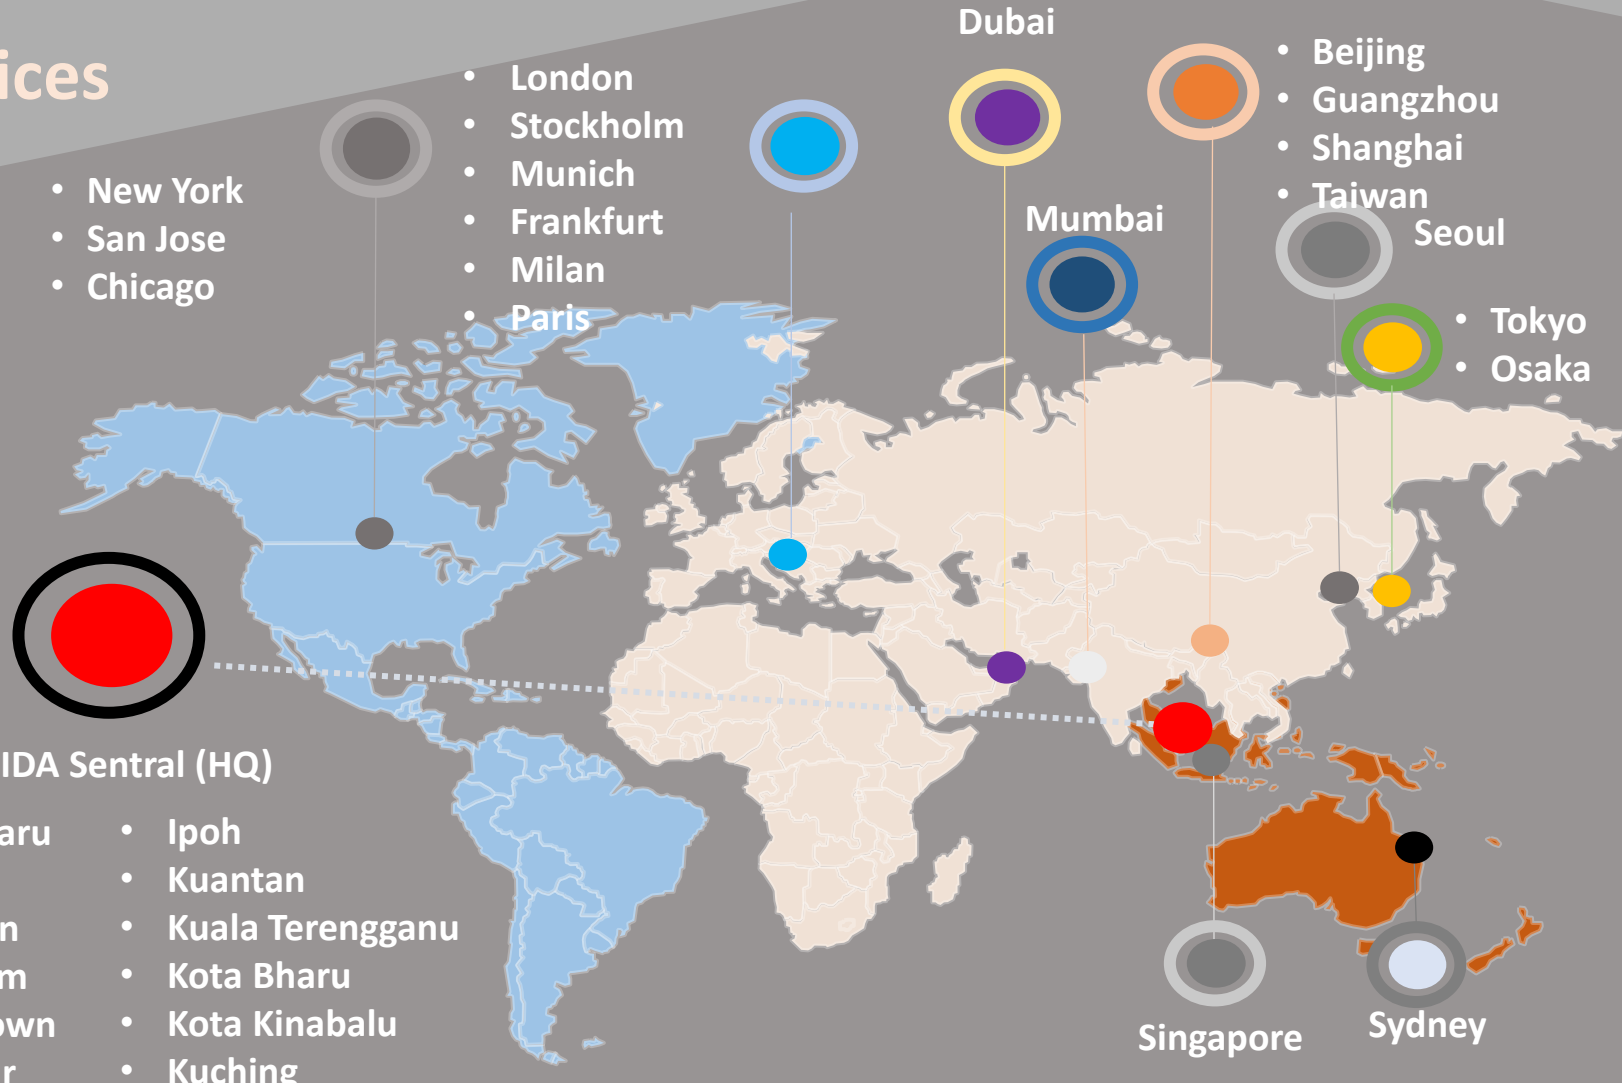 ices
• New York
• San Jose
• Chicago
• London
• Stockholm
• Munich
• Frankfurt
• Milan
• Paris
Dubai
Mumbai
• Beijing
• Guangzhou
• Shanghai
• Taiwan
Seoul
• Tokyo
• Osaka
IDA Sentral (HQ)
aru
n
m
own
r
• Ipoh
• Kuantan
• Kuala Terengganu
• Kota Bharu
• Kota Kinabalu
• Kuching
Singapore
Sydney